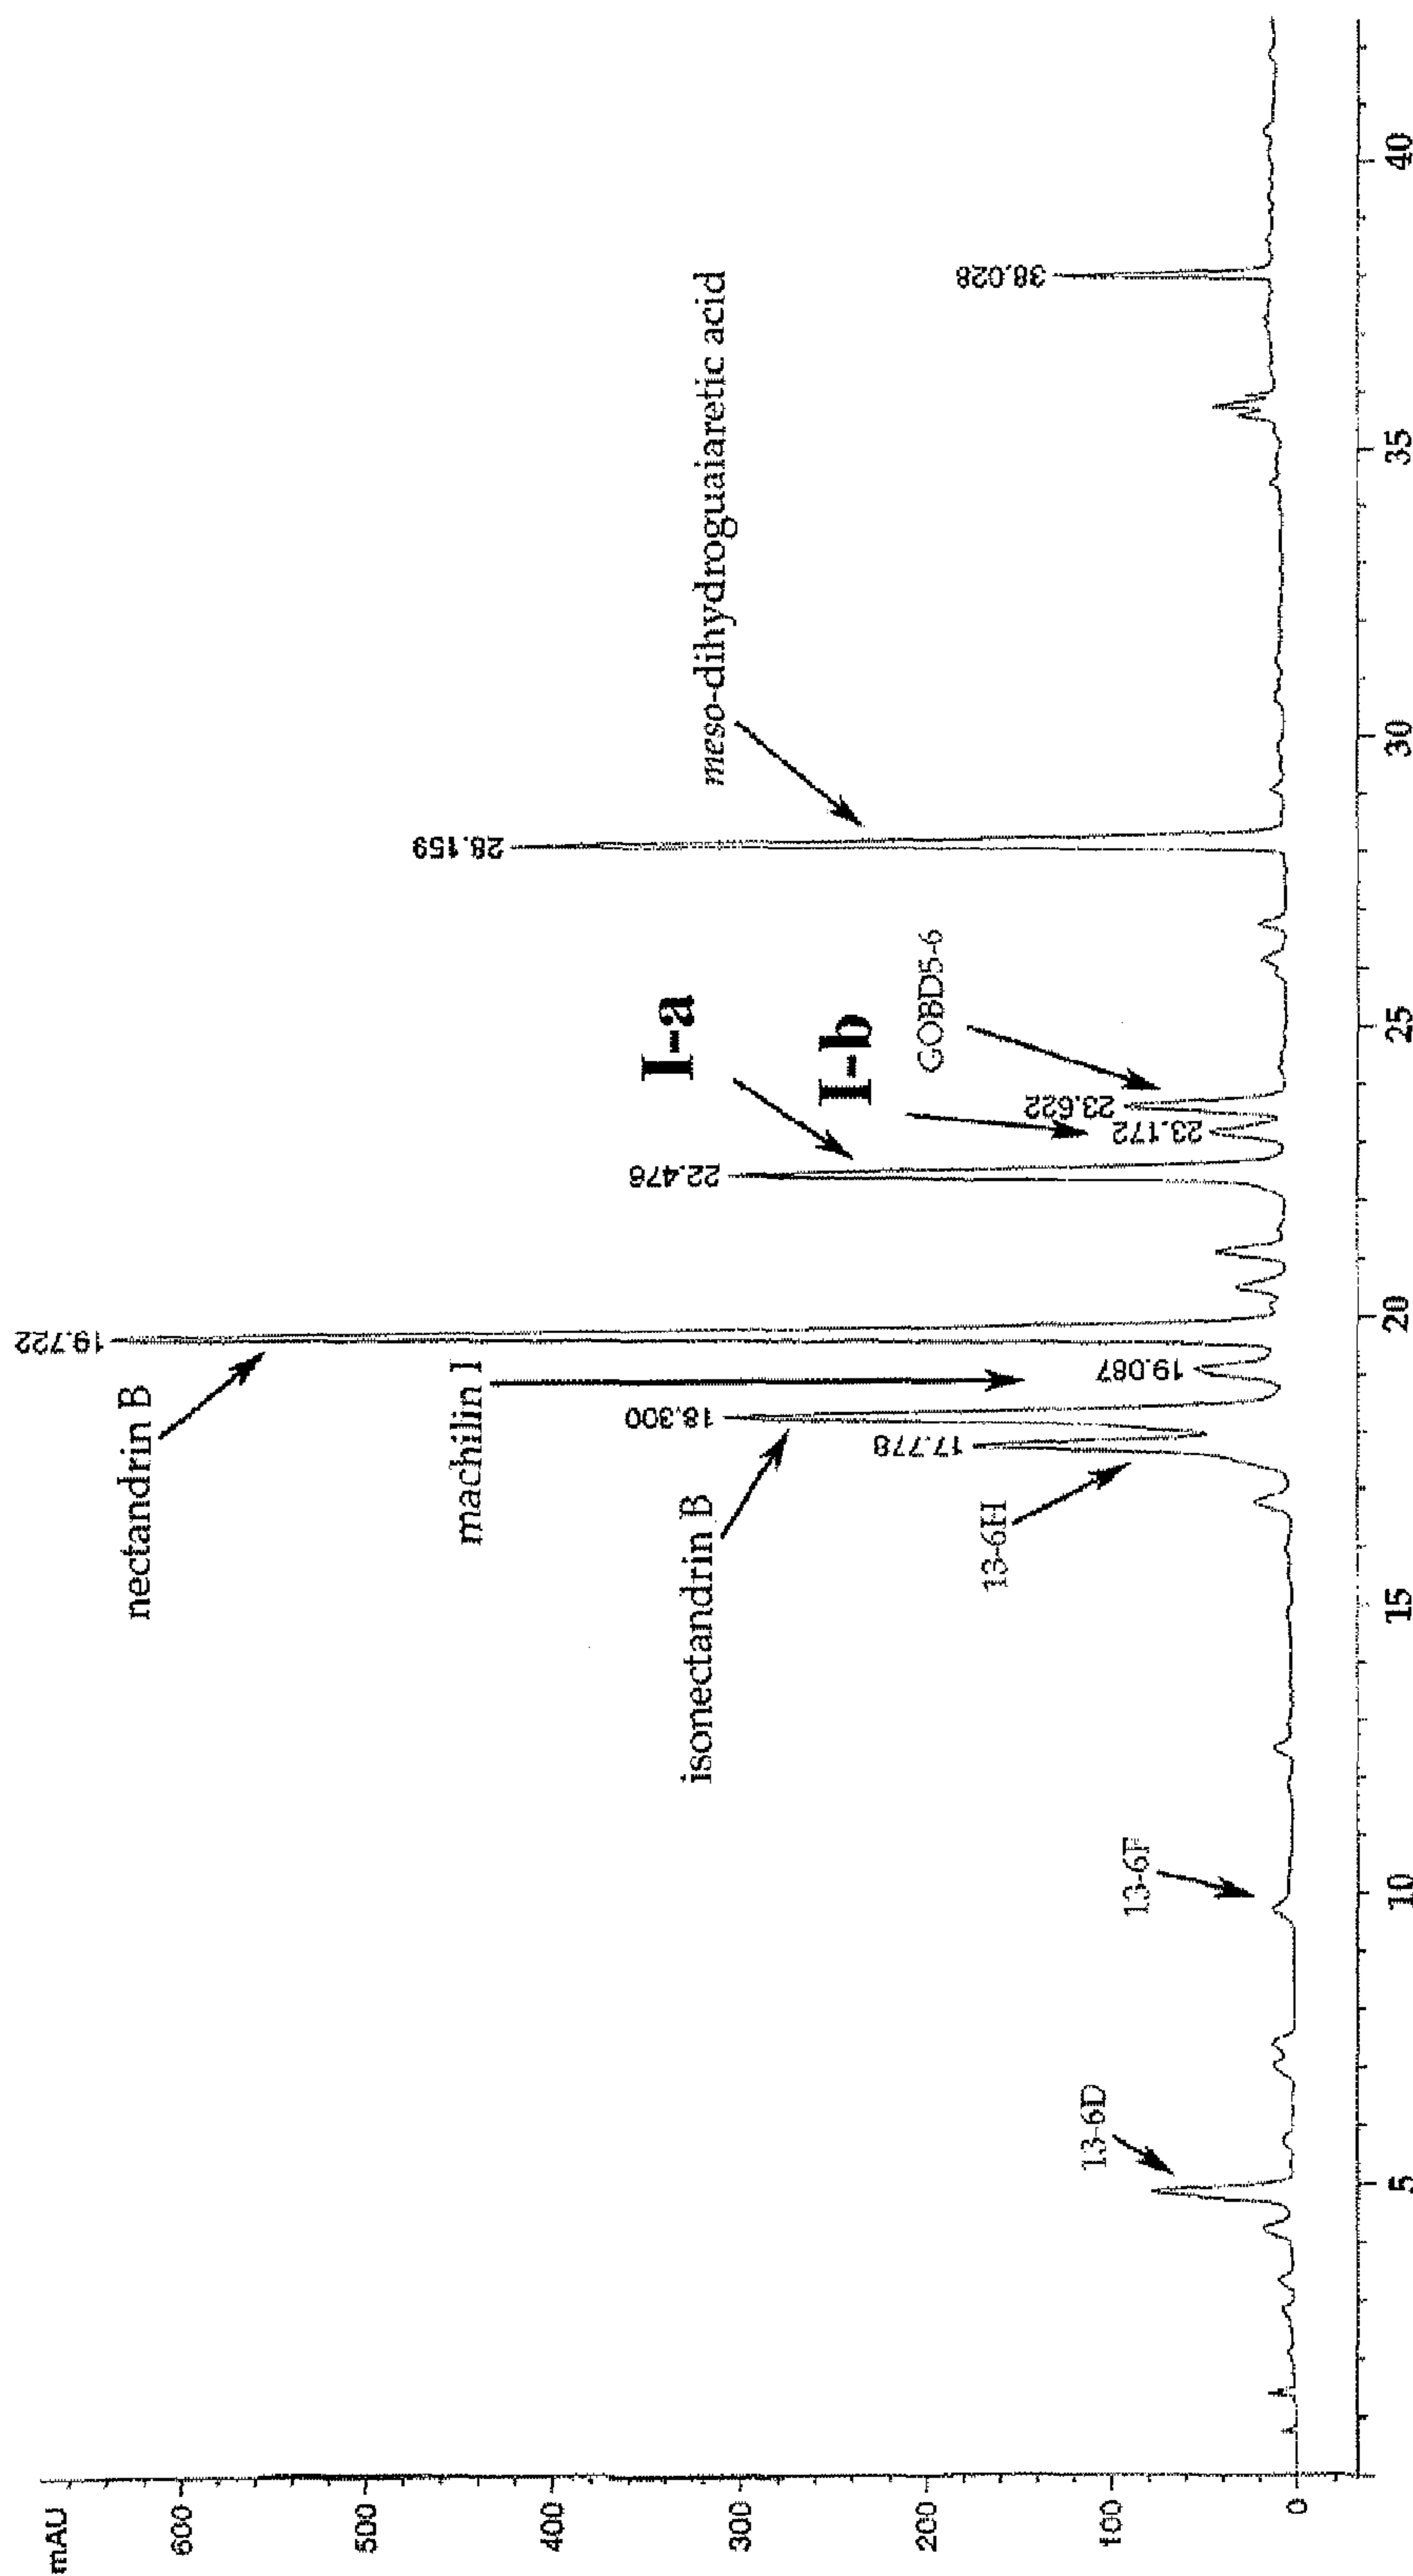 mAU
600
500
400
300
200
100
0
5
10
15
20
25
30
35
40
13-6D
13-6F
13-6H
17.778
isonectandrin B
18.300
machilin I
19.087
nectandrin B
19.722
I-a
22.476
I-b
23.172
GOBD5-6
23.622
meso-dihydroguaiaretic acid
28.159
38.028